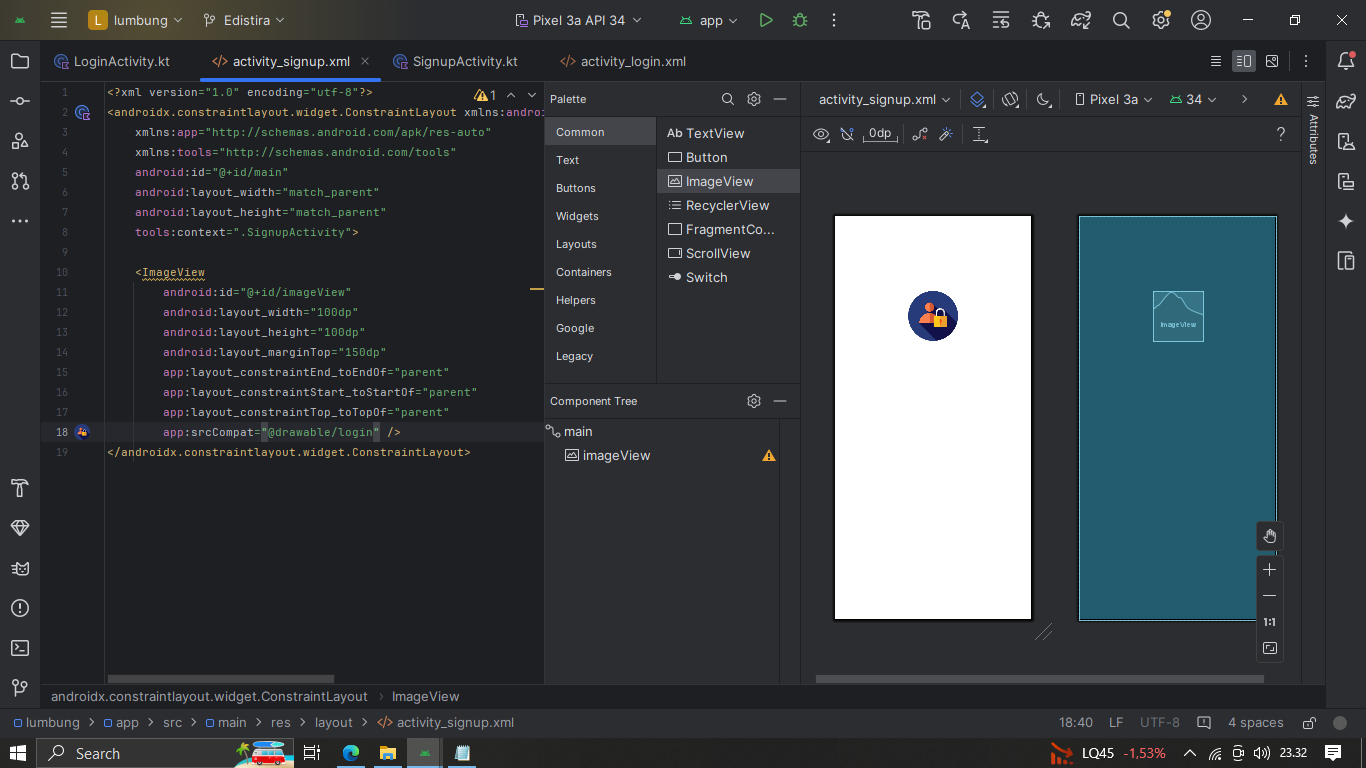 L lumbung Edistira Pixel 3a API 34 app
LoginActivity.kt activity_signup.xml SignupActivity.kt activity_login.xml
1 <?xml version="1.0" encoding="utf-8"?> 1
2 <androidx.constraintlayout.widget.ConstraintLayout xmlns:androi
3 xmlns:app="http://schemas.android.com/apk/res-auto"
4 xmlns:tools="http://schemas.android.com/tools"
5 android:id="@+id/main"
6 android:layout_width="match_parent"
7 android:layout_height="match_parent"
8 tools:context=".SignupActivity">
9
10 <ImageView
11 android:id="@+id/imageView"
12 android:layout_width="100dp"
13 android:layout_height="100dp"
14 android:layout_marginTop="150dp"
15 app:layout_constraintEnd_toEndOf="parent"
16 app:layout_constraintStart_toStartOf="parent"
17 app:layout_constraintTop_toTopOf="parent"
18 app:srcCompat="@drawable/login" />
19 </androidx.constraintlayout.widget.ConstraintLayout>
Palette
Common
Text
Buttons
Widgets
Layouts
Containers
Helpers
Google
Legacy
Ab TextView
Button
ImageView
RecyclerView
FragmentCo...
ScrollView
Switch
Component Tree
main
imageView
activity_signup.xml Pixel 3a 34
0dp ?
Attributes
ImageView
1:1
androidx.constraintlayout.widget.ConstraintLayout ImageView
lumbung app src main res layout activity_signup.xml 18:40 LF UTF-8 4 spaces
Search LQ45 -1,53% 23.32